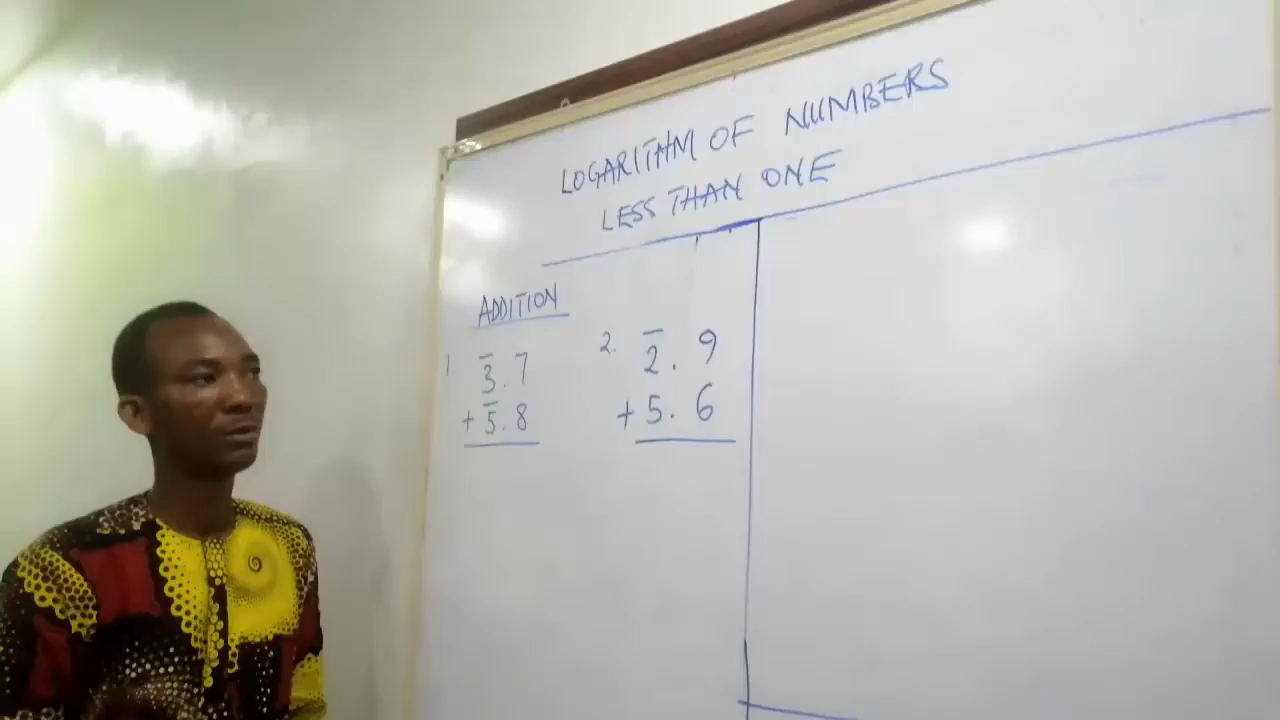 LOGARITHM OF NUMBERS
LESS THAN ONE
ADDITION
1 3̅.7
+ 5̅.8
2. 2̅.9
+5.6